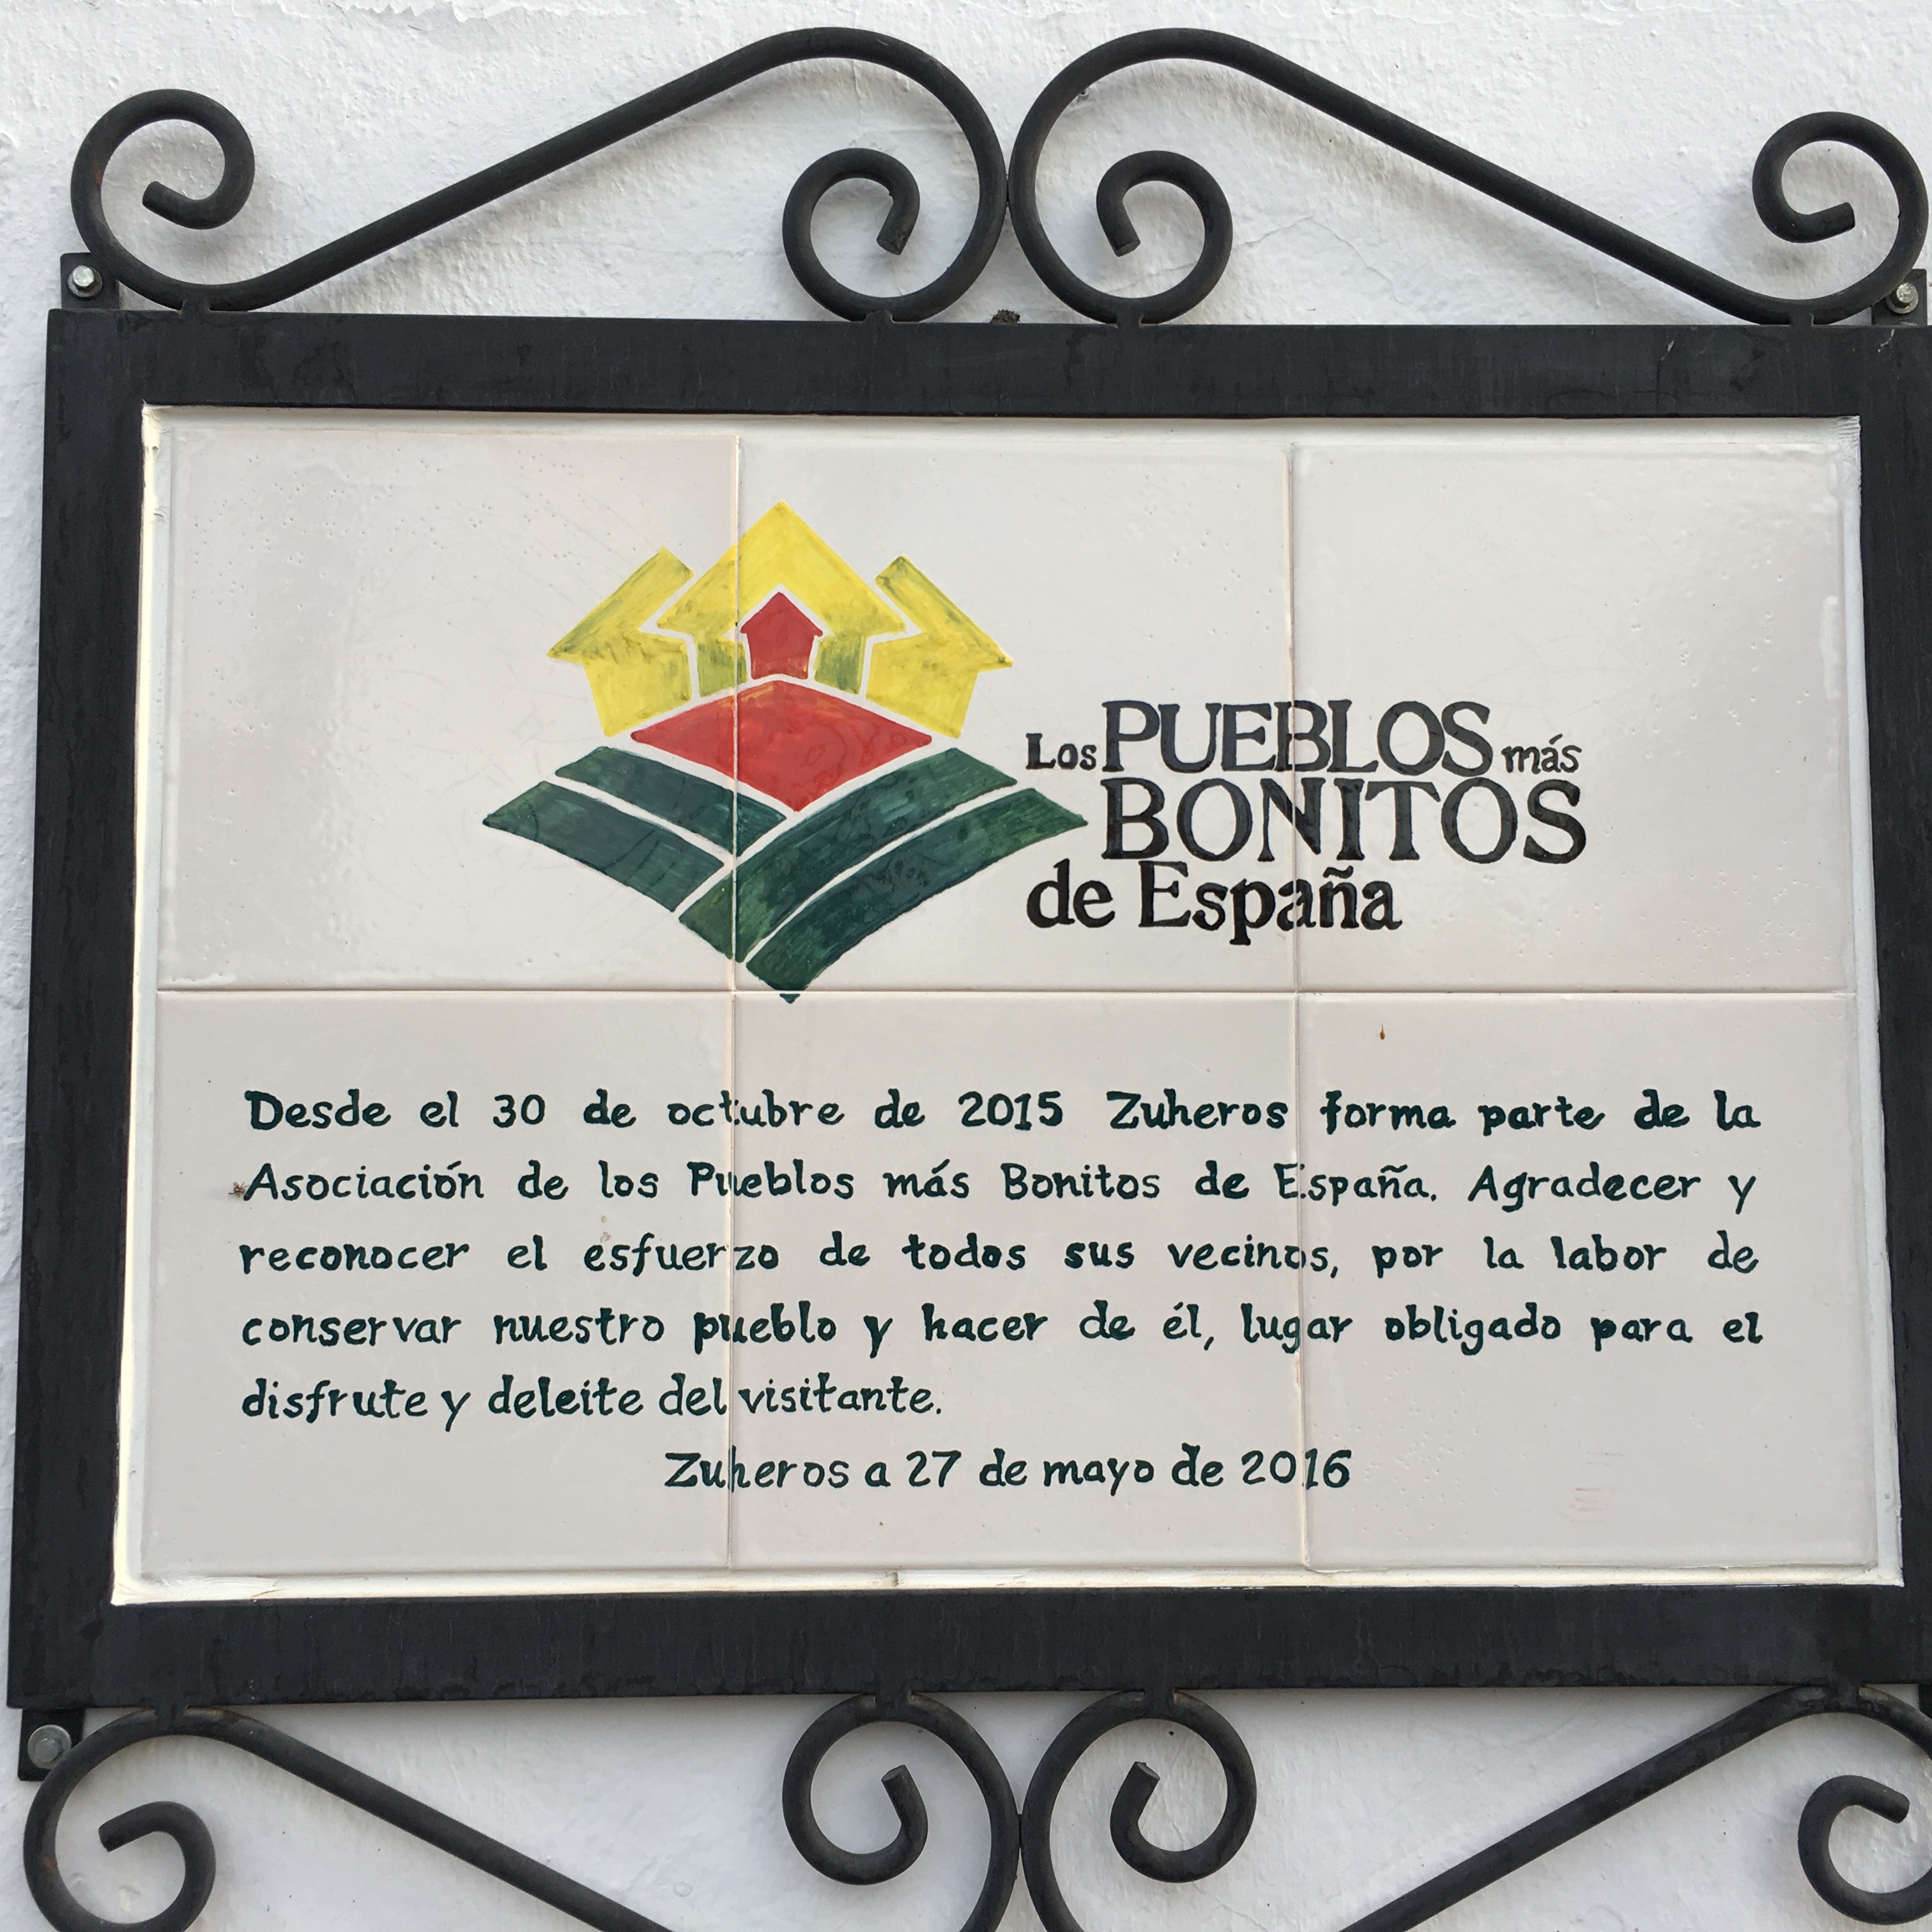 Los PUEBLOS más
BONITOS
de España
Desde el 30 de octubre de 2015 Zuheros forma parte de la
Asociación de los Pueblos más Bonitos de España. Agradecer y
reconocer el esfuerzo de todos sus vecinos, por la labor de
conservar nuestro pueblo y hacer de él, lugar obligado para el
disfrute y deleite del visitante.
Zuheros a 27 de mayo de 2016